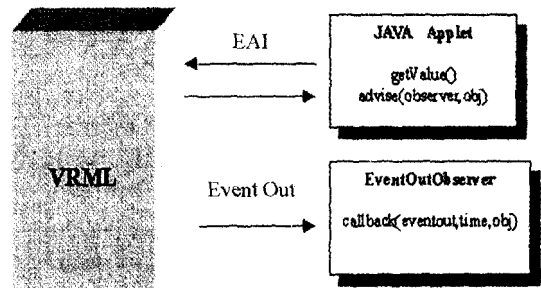 EAI
JAVA Applet
getValue()
advise(observer,obj)
VRML
Event Out
EventOutObserver
callback(eventout,time,obj)